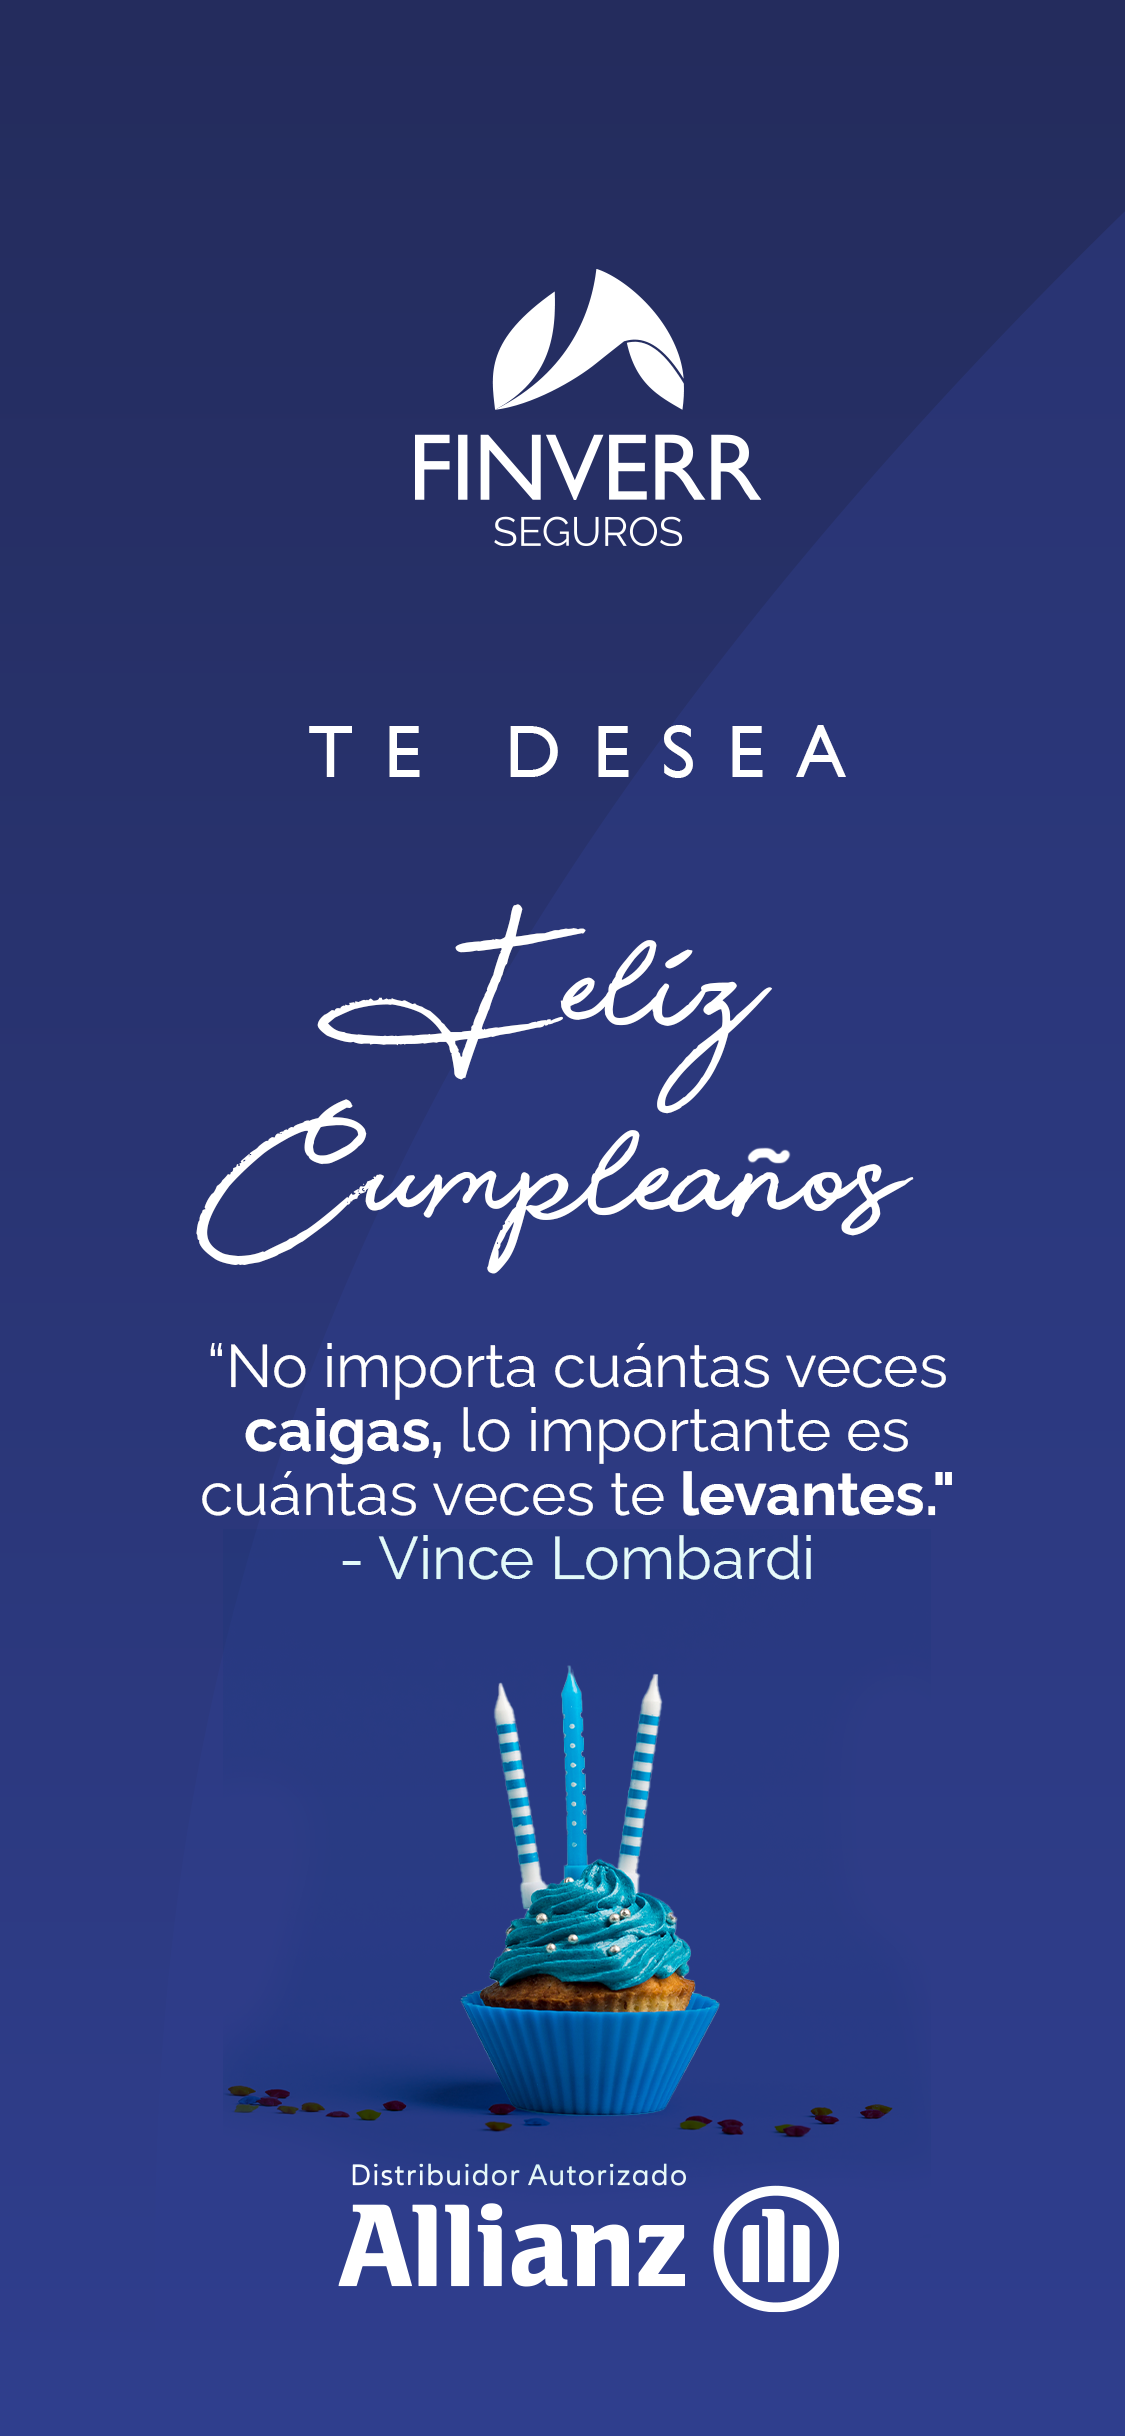 FINVERR
SEGUROS
TE DESEA
Felíz
Cumpleaños
“No importa cuántas veces
caigas, lo importante es
cuántas veces te levantes."
- Vince Lombardi
Distribuidor Autorizado
Allianz